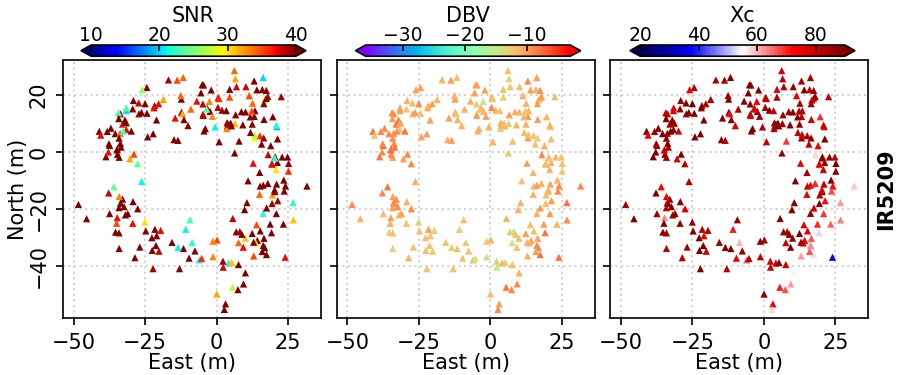 SNR DBV Xc
10 20 30 40 −30 −20 −10 20 40 60 80
20
0
−20
−40
North (m)
IR5209
−50 −25 0 25 −50 −25 0 25 −50 −25 0 25
East (m) East (m) East (m)